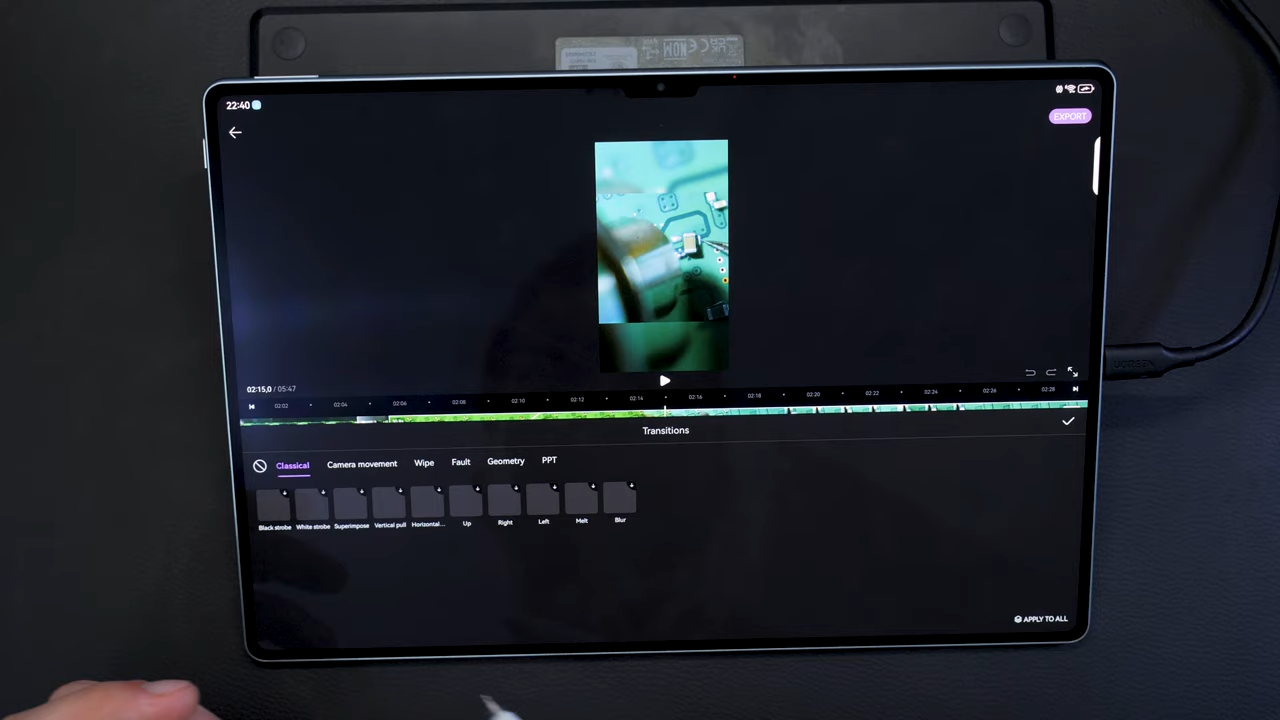 22:40
EXPORT
02:15,0 / 05:47
02:02 02:04 02:06 02:08 02:10 02:12 02:14 02:16 02:18 02:20 02:22 02:24 02:26 02:28
Transitions
Classical Camera movement Wipe Fault Geometry PPT
Black strobe White strobe Superimpose Vertical pull Horizontal... Up Right Left Melt Blur
APPLY TO ALL
UGREEN